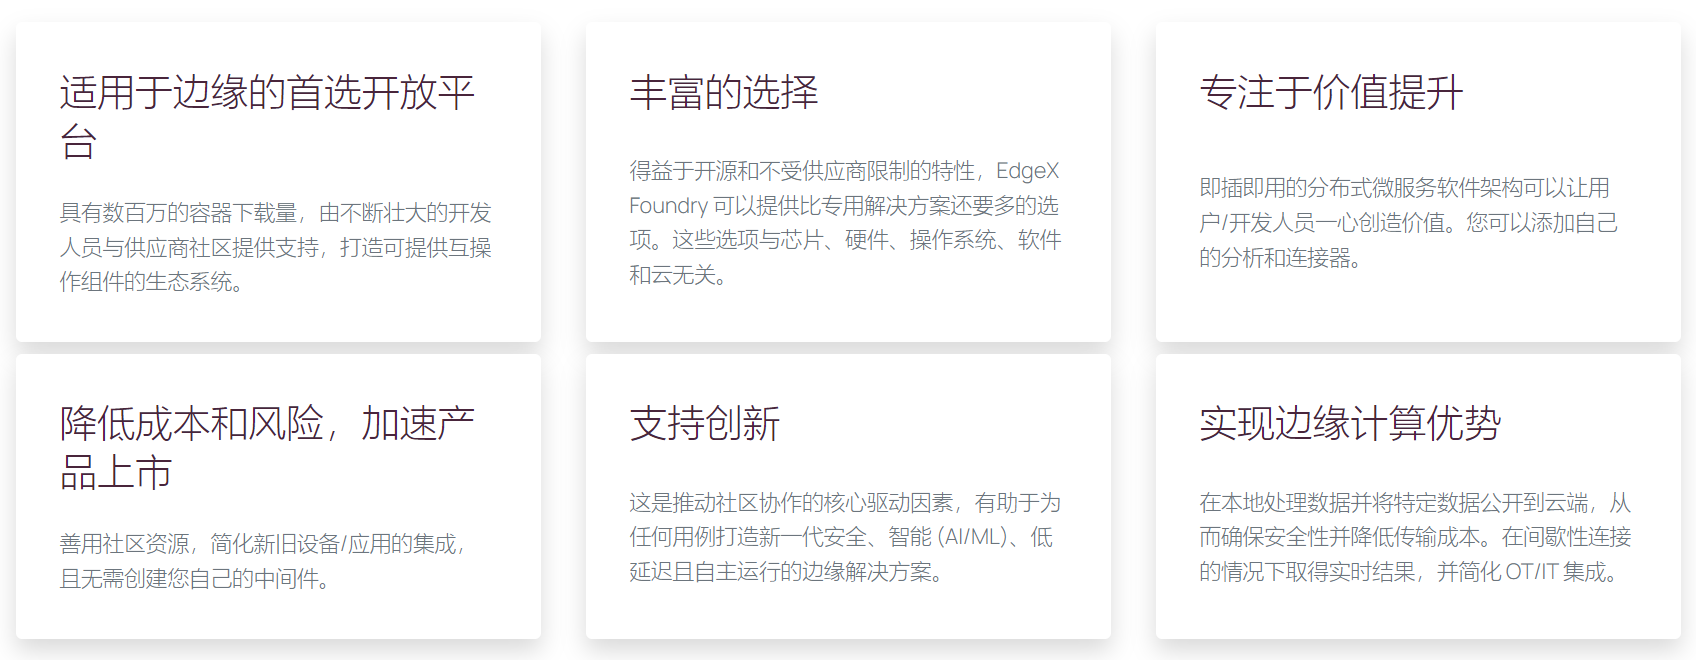 适用于边缘的首选开放平
台
具有数百万的容器下载量，由不断壮大的开发
人员与供应商社区提供支持，打造可提供互操
作组件的生态系统。
丰富的选择
得益于开源和不受供应商限制的特性，EdgeX
Foundry 可以提供比专用解决方案还要多的选
项。这些选项与芯片、硬件、操作系统、软件
和云无关。
专注于价值提升
即插即用的分布式微服务软件架构可以让用
户/开发人员一心创造价值。您可以添加自己
的分析和连接器。
降低成本和风险，加速产
品上市
善用社区资源，简化新旧设备/应用的集成，
且无需创建您自己的中间件。
支持创新
这是推动社区协作的核心驱动因素，有助于为
任何用例打造新一代安全、智能 (AI/ML)、低
延迟且自主运行的边缘解决方案。
实现边缘计算优势
在本地处理数据并将特定数据公开到云端，从
而确保安全性并降低传输成本。在间歇性连接
的情况下取得实时结果，并简化 OT/IT 集成。